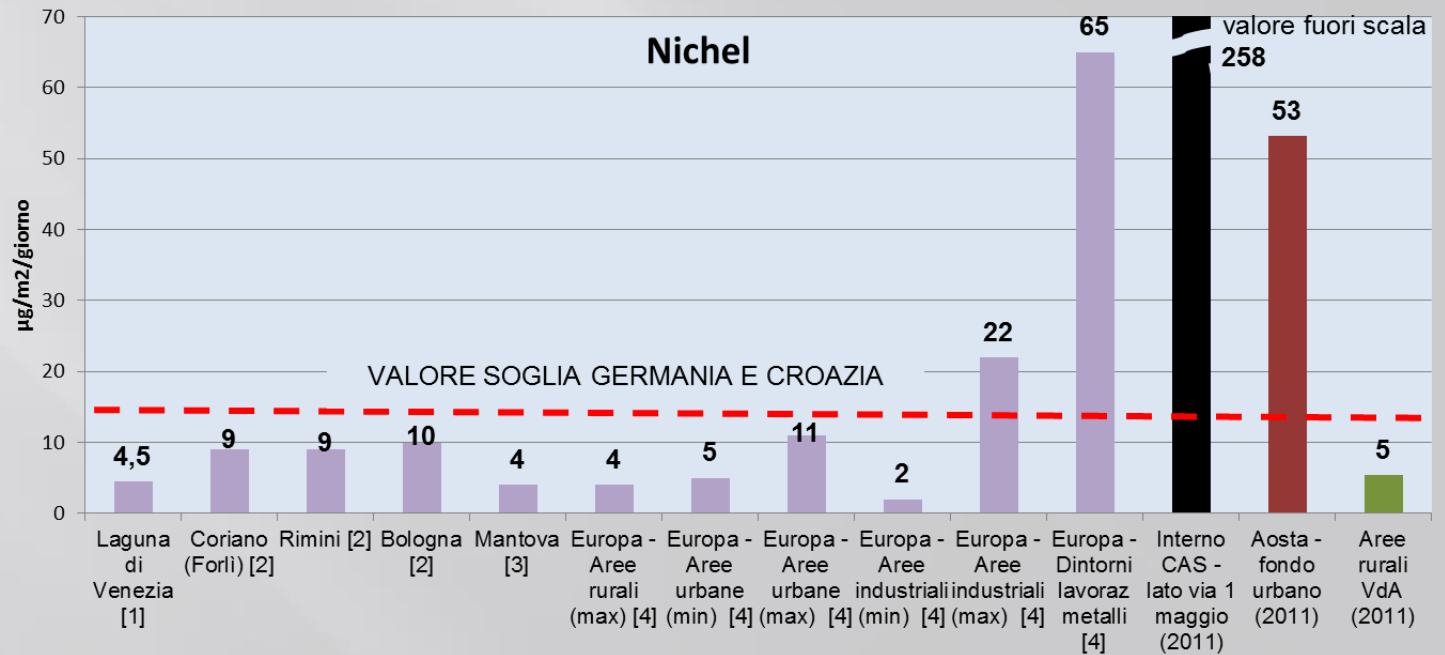 Nichel
µg/m2/giorno
70
60
50
40
30
20
10
0
valore fuori scala
258
65
53
22
VALORE SOGLIA GERMANIA E CROAZIA
4,5
9
9
10
4
4
5
11
2
5
Laguna
di
Venezia
[1]
Coriano
(Forlì) [2]
Rimini [2]
Bologna
[2]
Mantova
[3]
Europa -
Aree
rurali
(max) [4]
Europa -
Aree
urbane
(min) [4]
Europa -
Aree
urbane
(max) [4]
Europa -
Aree
industriali
(min) [4]
Europa -
Aree
industriali
(max) [4]
Europa -
Dintorni
lavoraz
metalli
[4]
Interno
CAS -
lato via 1
maggio
(2011)
Aosta -
fondo
urbano
(2011)
Aree
rurali
VdA
(2011)